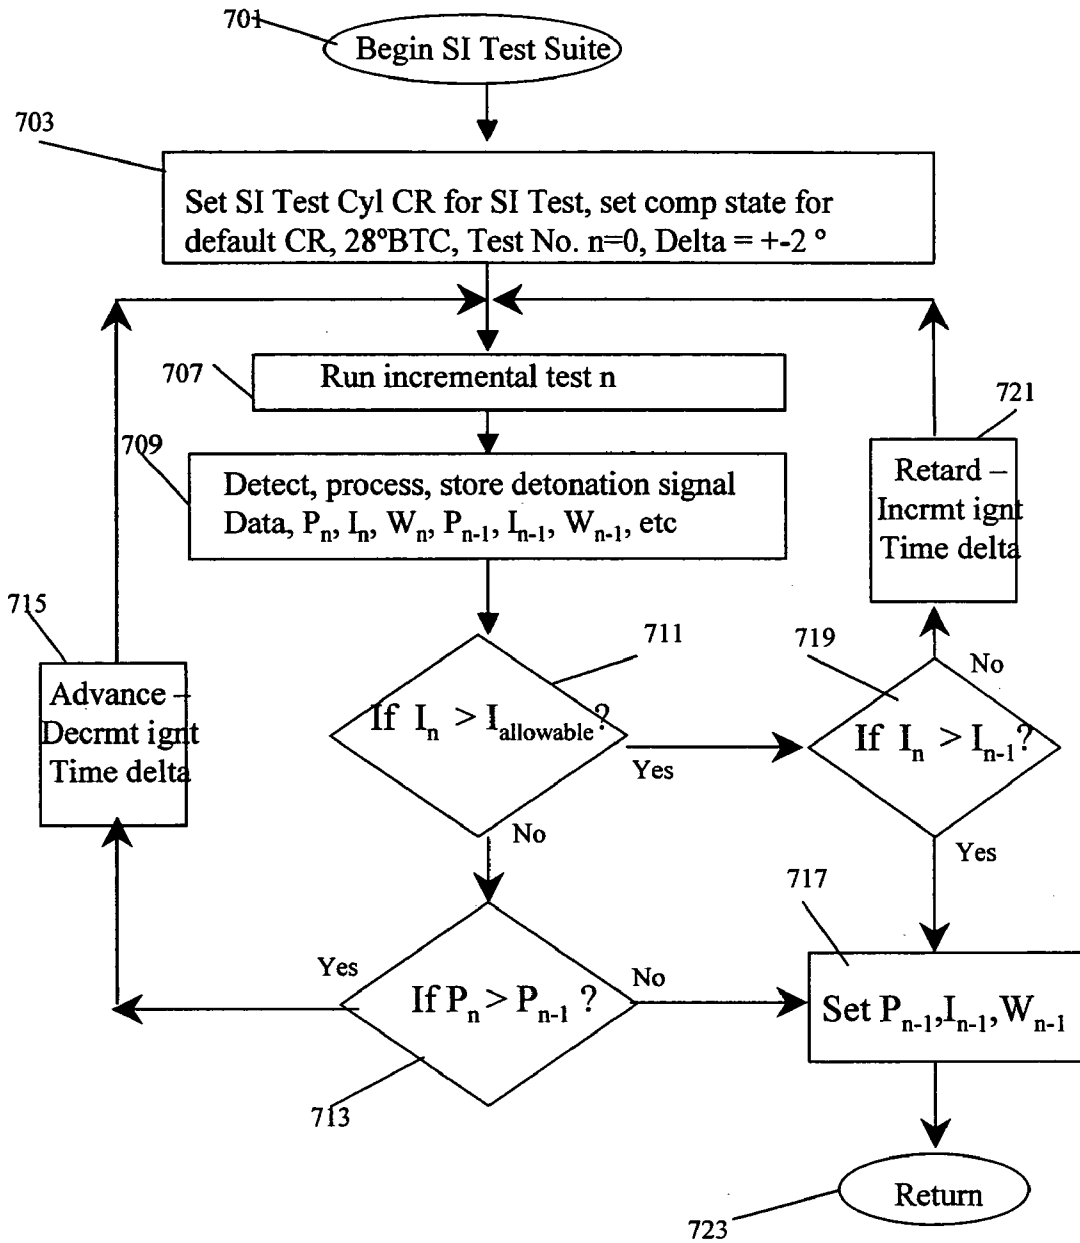 701
Begin SI Test Suite
703
Set SI Test Cyl CR for SI Test, set comp state for
default CR, 28ºBTC, Test No. n=0, Delta = +-2 º
707
Run incremental test n
709
Detect, process, store detonation signal
Data, Pn, In, Wn, Pn-1, In-1, Wn-1, etc
721
Retard –
Incrmt ignt
Time delta
715
Advance –
Decrmt ignt
Time delta
711
If In > Iallowable?
Yes
No
719
No
If In > In-1?
Yes
713
Yes
If Pn > Pn-1 ?
No
717
Set Pn-1,In-1,Wn-1
Return
723